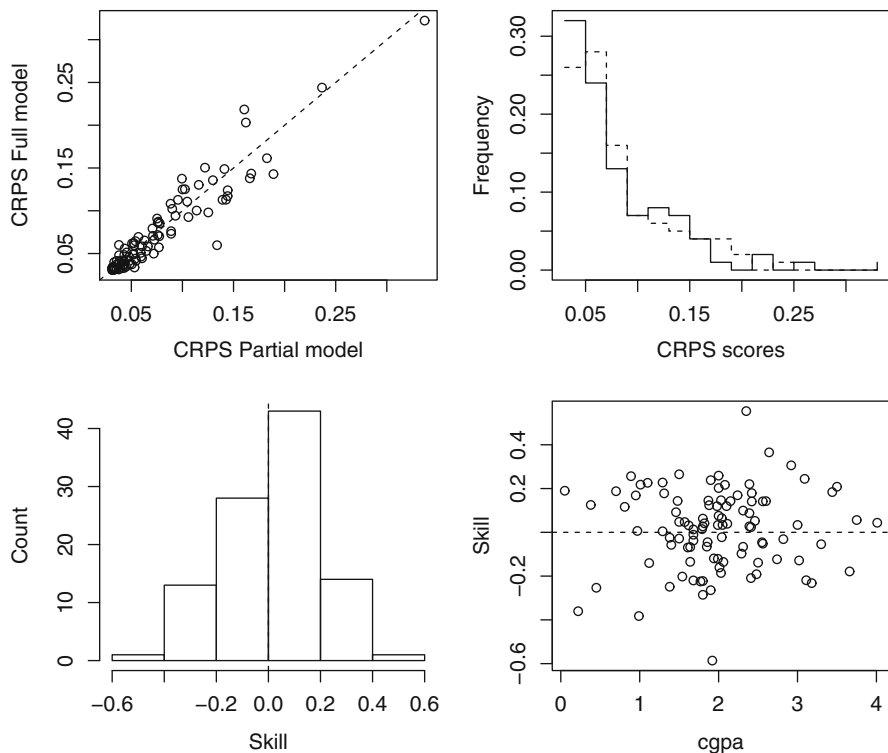 CRPS Full model
0.05 0.15 0.25
0.05 0.15 0.25
CRPS Partial model
Frequency
0.00 0.10 0.20 0.30
0.05 0.15 0.25
CRPS scores
Count
0 10 20 30 40
−0.6 −0.2 0.0 0.2 0.4 0.6
Skill
Skill
−0.6 −0.2 0.2 0.4
0 1 2 3 4
cgpa